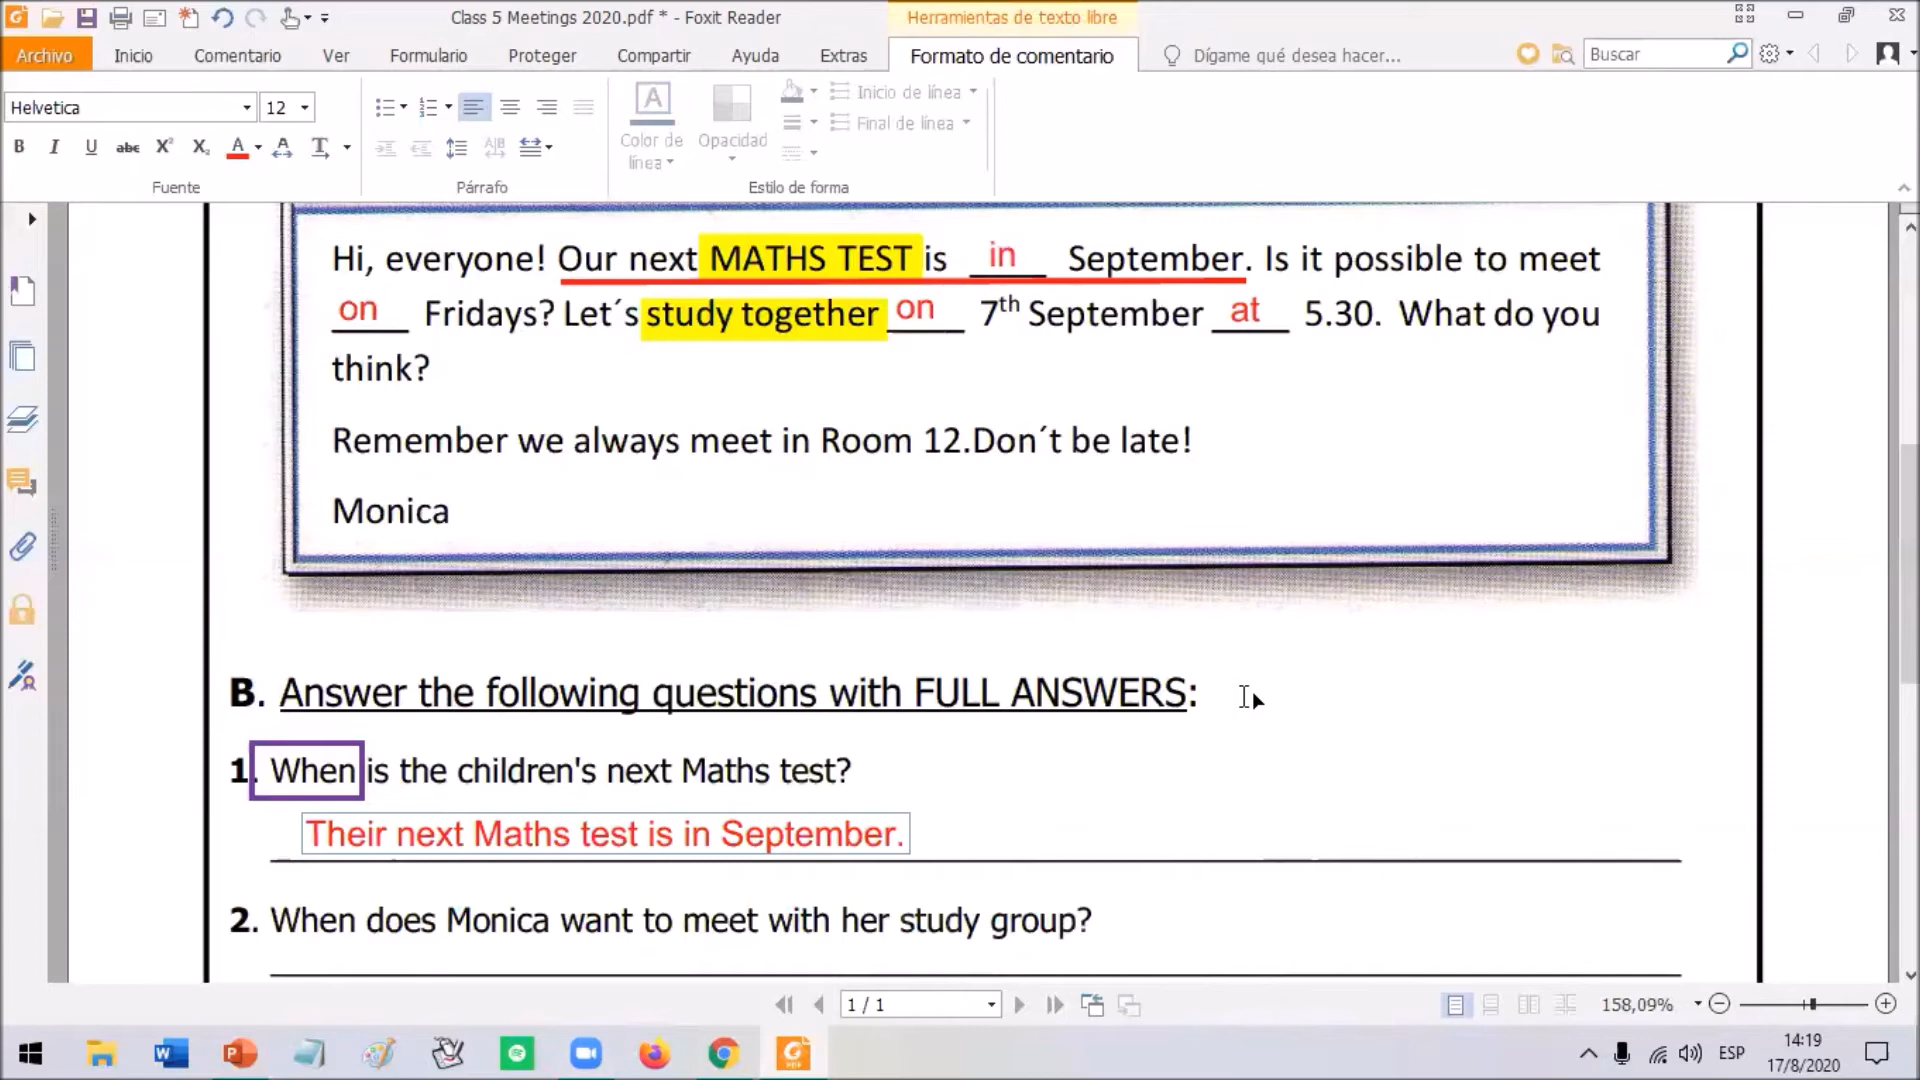 Class 5 Meetings 2020.pdf * - Foxit Reader
Herramientas de texto libre
Archivo Inicio Comentario Ver Formulario Proteger Compartir Ayuda Extras Formato de comentario Dígame qué desea hacer... Buscar
Helvetica 12
Color de línea Opacidad Inicio de línea
Final de línea
Fuente Párrafo Estilo de forma
Hi, everyone! Our next MATHS TEST is in September. Is it possible to meet
on Fridays? Let´s study together on 7th September at 5.30. What do you
think?
Remember we always meet in Room 12.Don´t be late!
Monica
B. Answer the following questions with FULL ANSWERS:
1. When is the children's next Maths test?
Their next Maths test is in September.
2. When does Monica want to meet with her study group?
1 / 1
158,09%
ESP
14:19
17/8/2020